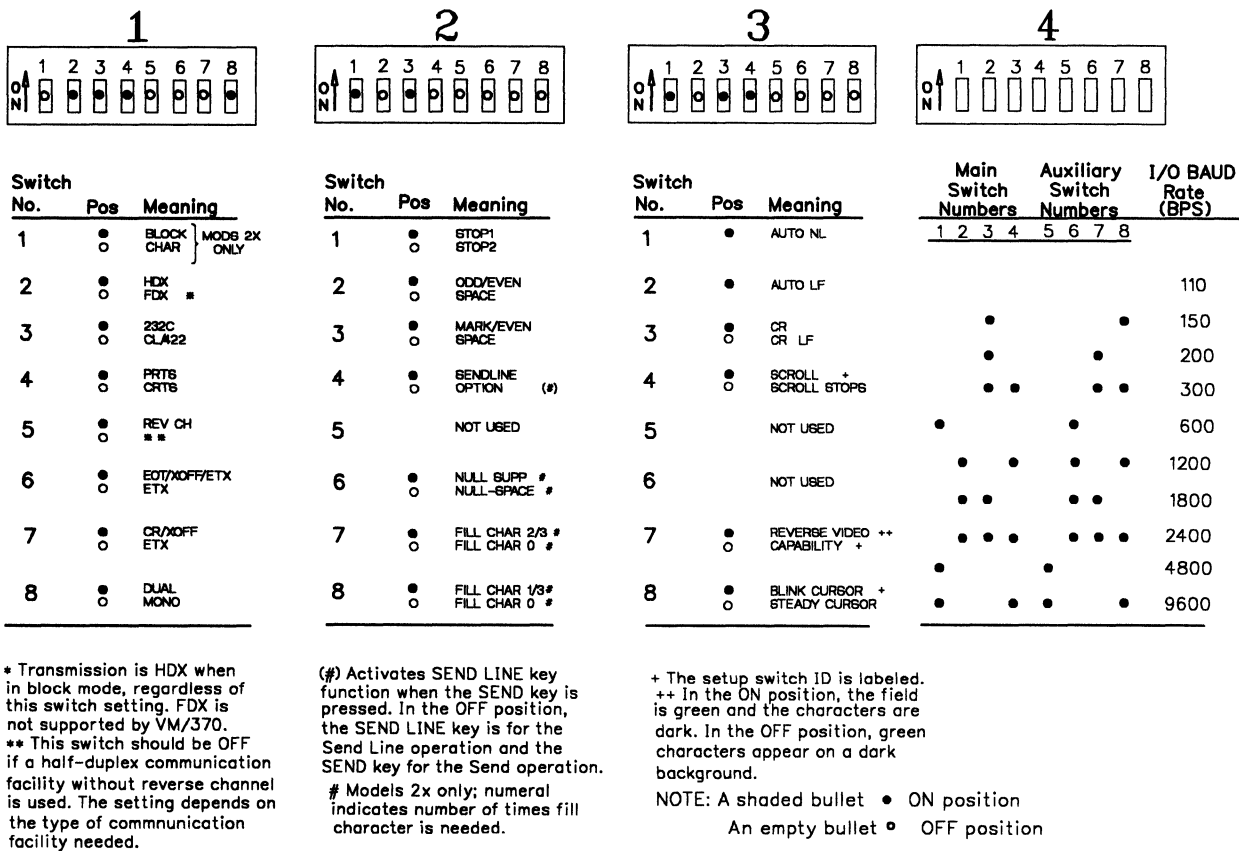 1
1 2 3 4 5 6 7 8
ON
Switch
No. Pos Meaning
1 ● BLOCK } MODS 2X
○ CHAR ONLY
2 ● HDX
○ FDX *
3 ● 232C
○ CL/422
4 ● PRTS
○ CRTS
5 ● REV CH
○ **
6 ● EOT/XOFF/ETX
○ ETX
7 ● CR/XOFF
○ ETX
8 ● DUAL
○ MONO
* Transmission is HDX when
in block mode, regardless of
this switch setting. FDX is
not supported by VM/370.
** This switch should be OFF
if a half-duplex communication
facility without reverse channel
is used. The setting depends on
the type of commnunication
facility needed.
2
1 2 3 4 5 6 7 8
ON
Switch
No. Pos Meaning
1 ● STOP1
○ STOP2
2 ● ODD/EVEN
○ SPACE
3 ● MARK/EVEN
○ SPACE
4 ● SENDLINE
○ OPTION (#)
5 NOT USED
6 ● NULL SUPP #
○ NULL-SPACE #
7 ● FILL CHAR 2/3 #
○ FILL CHAR 0 #
8 ● FILL CHAR 1/3#
○ FILL CHAR 0 #
(#) Activates SEND LINE key
function when the SEND key is
pressed. In the OFF position,
the SEND LINE key is for the
Send Line operation and the
SEND key for the Send operation.
# Models 2x only; numeral
indicates number of times fill
character is needed.
3
1 2 3 4 5 6 7 8
ON
Switch
No. Pos Meaning
1 ● AUTO NL
2 ● AUTO LF
3 ● CR
○ CR LF
4 ● SCROLL +
○ SCROLL STOPS
5 NOT USED
6 NOT USED
7 ● REVERSE VIDEO ++
○ CAPABILITY +
8 ● BLINK CURSOR +
○ STEADY CURSOR
+ The setup switch ID is labeled.
++ In the ON position, the field
is green and the characters are
dark. In the OFF position, green
characters appear on a dark
background.
NOTE: A shaded bullet ● ON position
An empty bullet ○ OFF position
4
1 2 3 4 5 6 7 8
ON
Main Auxiliary I/O BAUD
Switch Switch Rate
Numbers Numbers (BPS)
1 2 3 4 5 6 7 8
110
● ● 150
● ● 200
● ● ● ● 300
● ● 600
● ● ● ● 1200
● ● ● ● 1800
● ● ● ● ● ● 2400
● ● 4800
● ● ● ● 9600